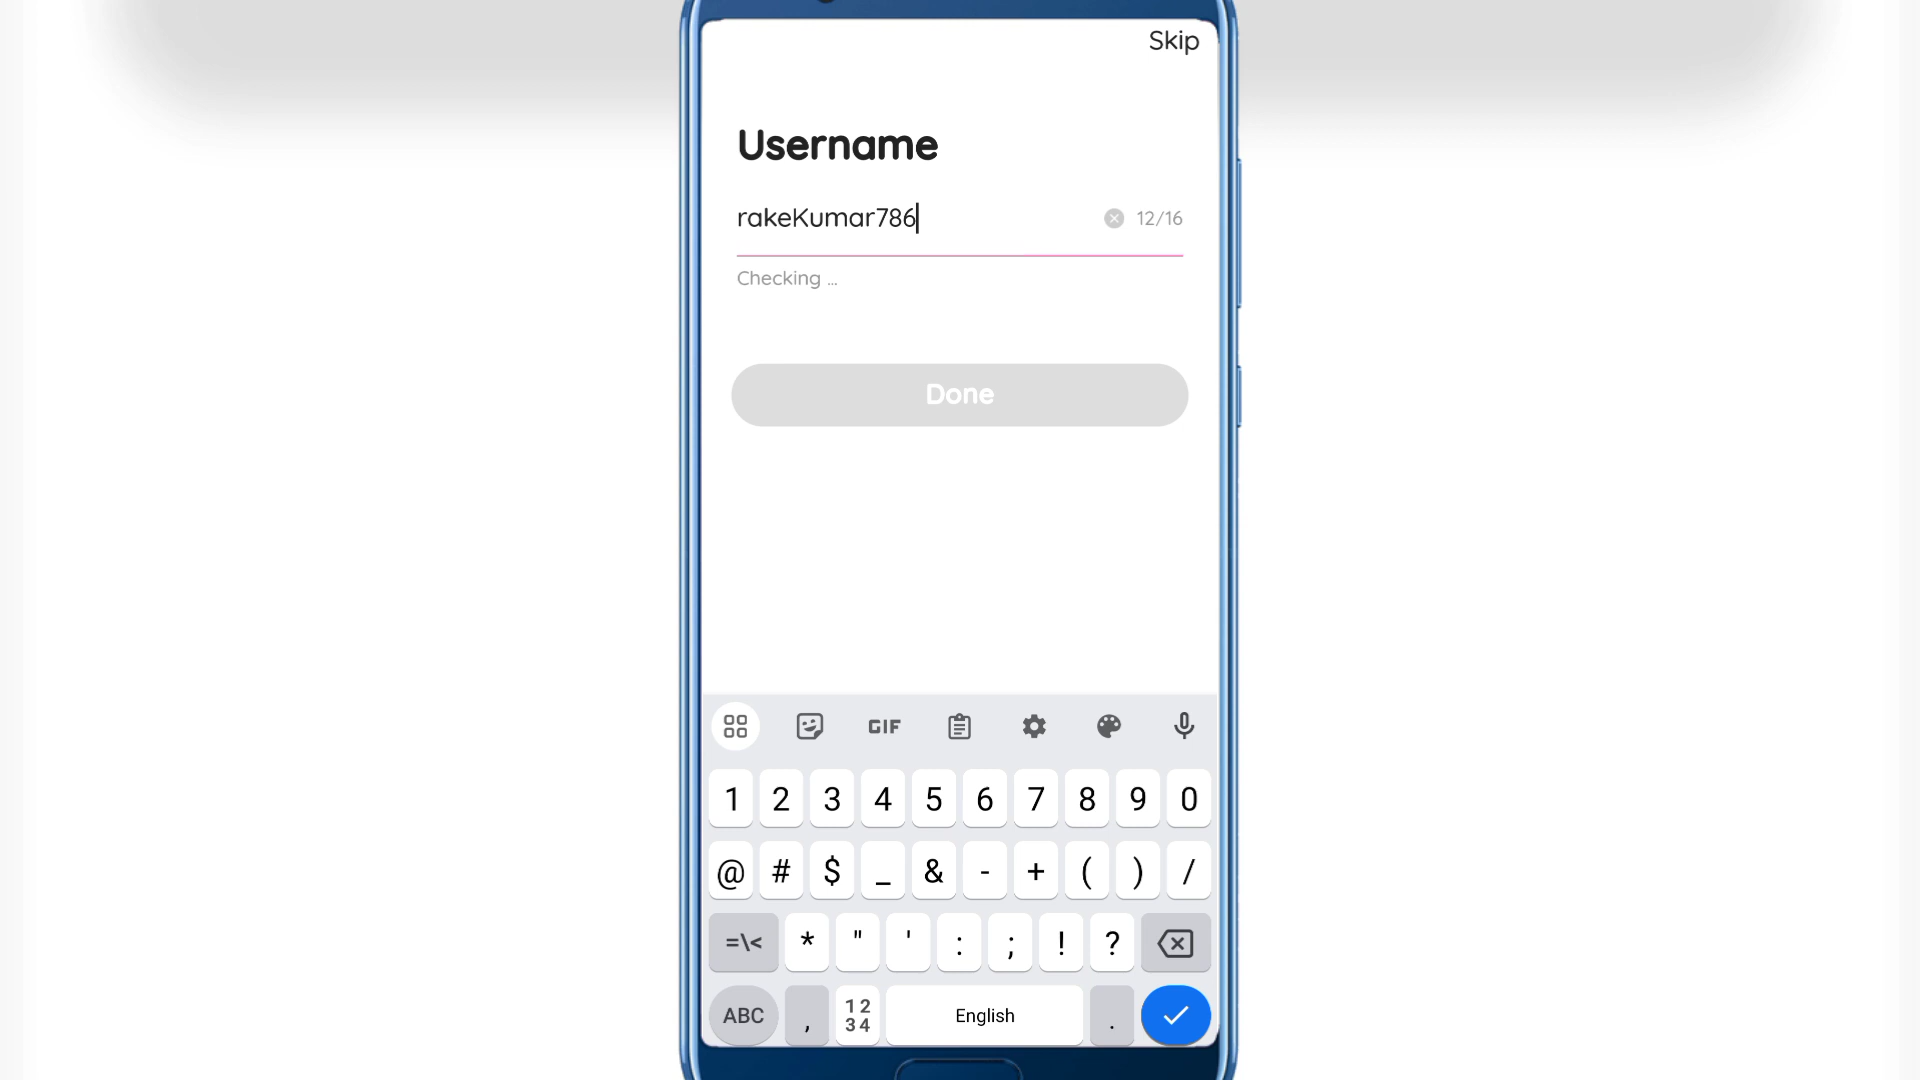 Skip
Username
rakeKumar786 12/16
Checking ...
Done
GIF
1 2 3 4 5 6 7 8 9 0
@ # $ _ & - + ( ) /
=\< * " ' : ; ! ?
ABC , 1 2 3 4 English .